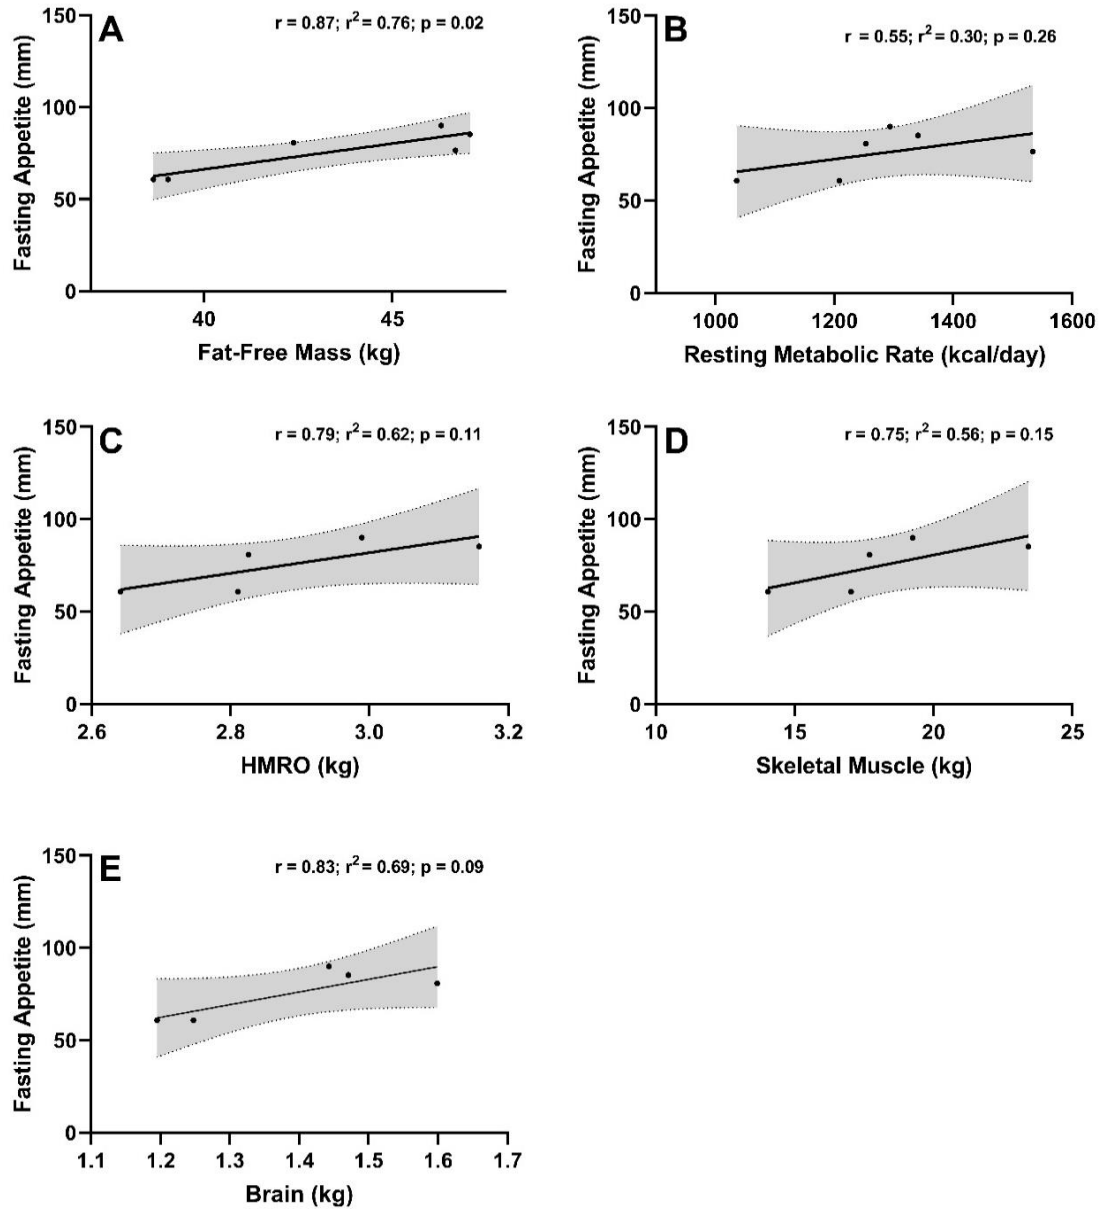 A
r = 0.87; r2 = 0.76; p = 0.02
150
100
50
0
Fasting Appetite (mm)
40 45
Fat-Free Mass (kg)
B
r = 0.55; r2 = 0.30; p = 0.26
150
100
50
0
Fasting Appetite (mm)
1000 1200 1400 1600
Resting Metabolic Rate (kcal/day)
C
r = 0.79; r2 = 0.62; p = 0.11
150
100
50
0
Fasting Appetite (mm)
2.6 2.8 3.0 3.2
HMRO (kg)
D
r = 0.75; r2 = 0.56; p = 0.15
150
100
50
0
Fasting Appetite (mm)
10 15 20 25
Skeletal Muscle (kg)
E
r = 0.83; r2 = 0.69; p = 0.09
150
100
50
0
Fasting Appetite (mm)
1.1 1.2 1.3 1.4 1.5 1.6 1.7
Brain (kg)